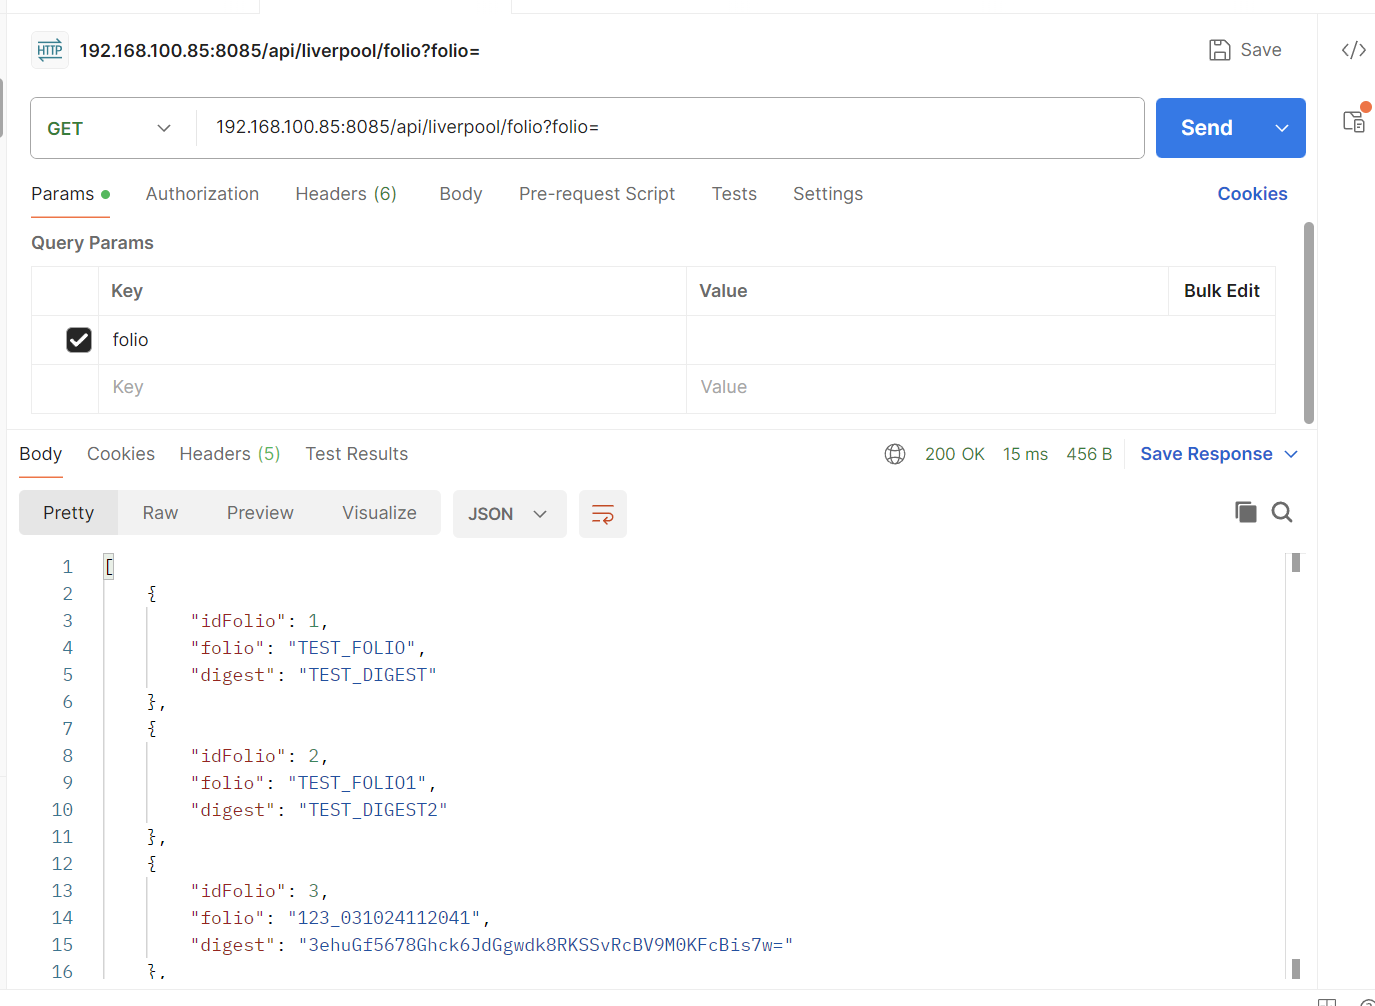 HTTP 192.168.100.85:8085/api/liverpool/folio?folio= Save </>
GET 192.168.100.85:8085/api/liverpool/folio?folio= Send
Params Authorization Headers (6) Body Pre-request Script Tests Settings Cookies
Query Params
Key Value Bulk Edit
folio
Key Value
Body Cookies Headers (5) Test Results 200 OK 15 ms 456 B Save Response
Pretty Raw Preview Visualize JSON
1 [
2 {
3 "idFolio": 1,
4 "folio": "TEST_FOLIO",
5 "digest": "TEST_DIGEST"
6 },
7 {
8 "idFolio": 2,
9 "folio": "TEST_FOLIO1",
10 "digest": "TEST_DIGEST2"
11 },
12 {
13 "idFolio": 3,
14 "folio": "123_031024112041",
15 "digest": "3ehuGf5678Ghck6JdGgwdk8RKSSvRcBV9M0KFcBis7w="
16 },